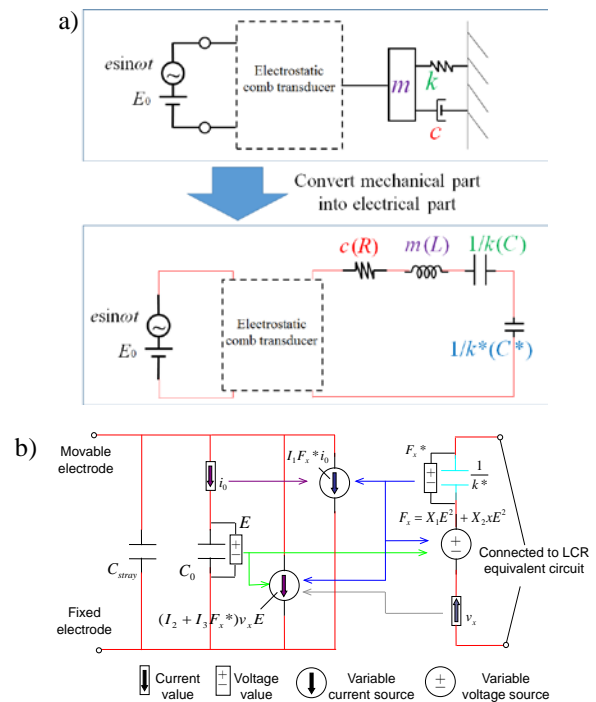 a)
esinωt
E₀
Electrostatic
comb transducer
m
k
c
Convert mechanical part
into electrical part
c(R)
m(L)
1/k(C)
esinωt
E₀
Electrostatic
comb transducer
1/k*(C*)
b)
Movable
electrode
I₁Fₓ*i₀
Fₓ*
i₀
1/k*
E
Fₓ = X₁E² + X₂xE²
Connected to LCR
equivalent circuit
C_stray
C₀
Fixed
electrode
(I₂ + I₃Fₓ*)vₓE
vₓ
Current
value
Voltage
value
Variable
current source
Variable
voltage source